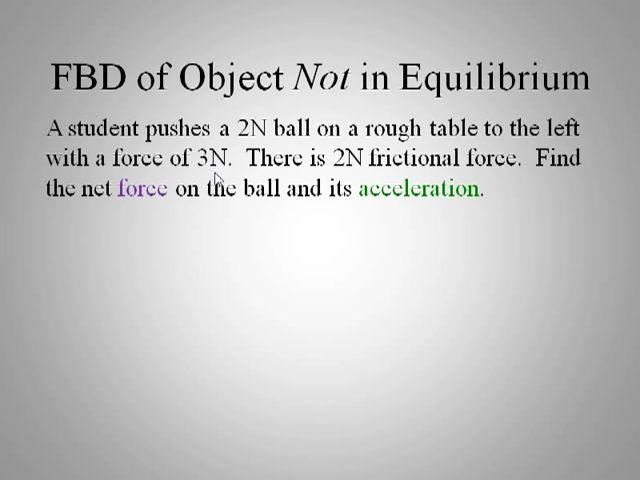 FBD of Object Not in Equilibrium
A student pushes a 2N ball on a rough table to the left
with a force of 3N. There is 2N frictional force. Find
the net force on the ball and its acceleration.